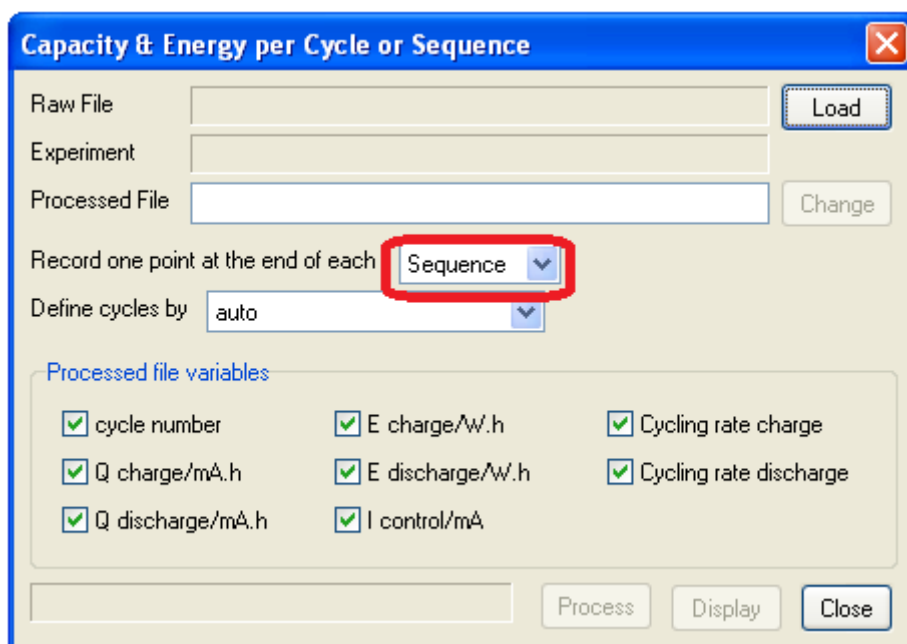 Capacity & Energy per Cycle or Sequence
Raw File
Load
Experiment
Processed File
Change
Record one point at the end of each Sequence
Define cycles by auto
Processed file variables
cycle number E charge/W.h Cycling rate charge
Q charge/mA.h E discharge/W.h Cycling rate discharge
Q discharge/mA.h I control/mA
Process Display Close